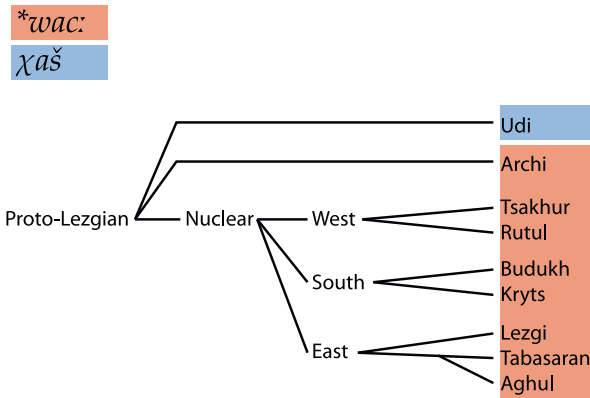 *wacː
χaš
Udi
Archi
Tsakhur
Proto-Lezgian Nuclear West
Rutul
Budukh
South
Kryts
Lezgi
East
Tabasaran
Aghul